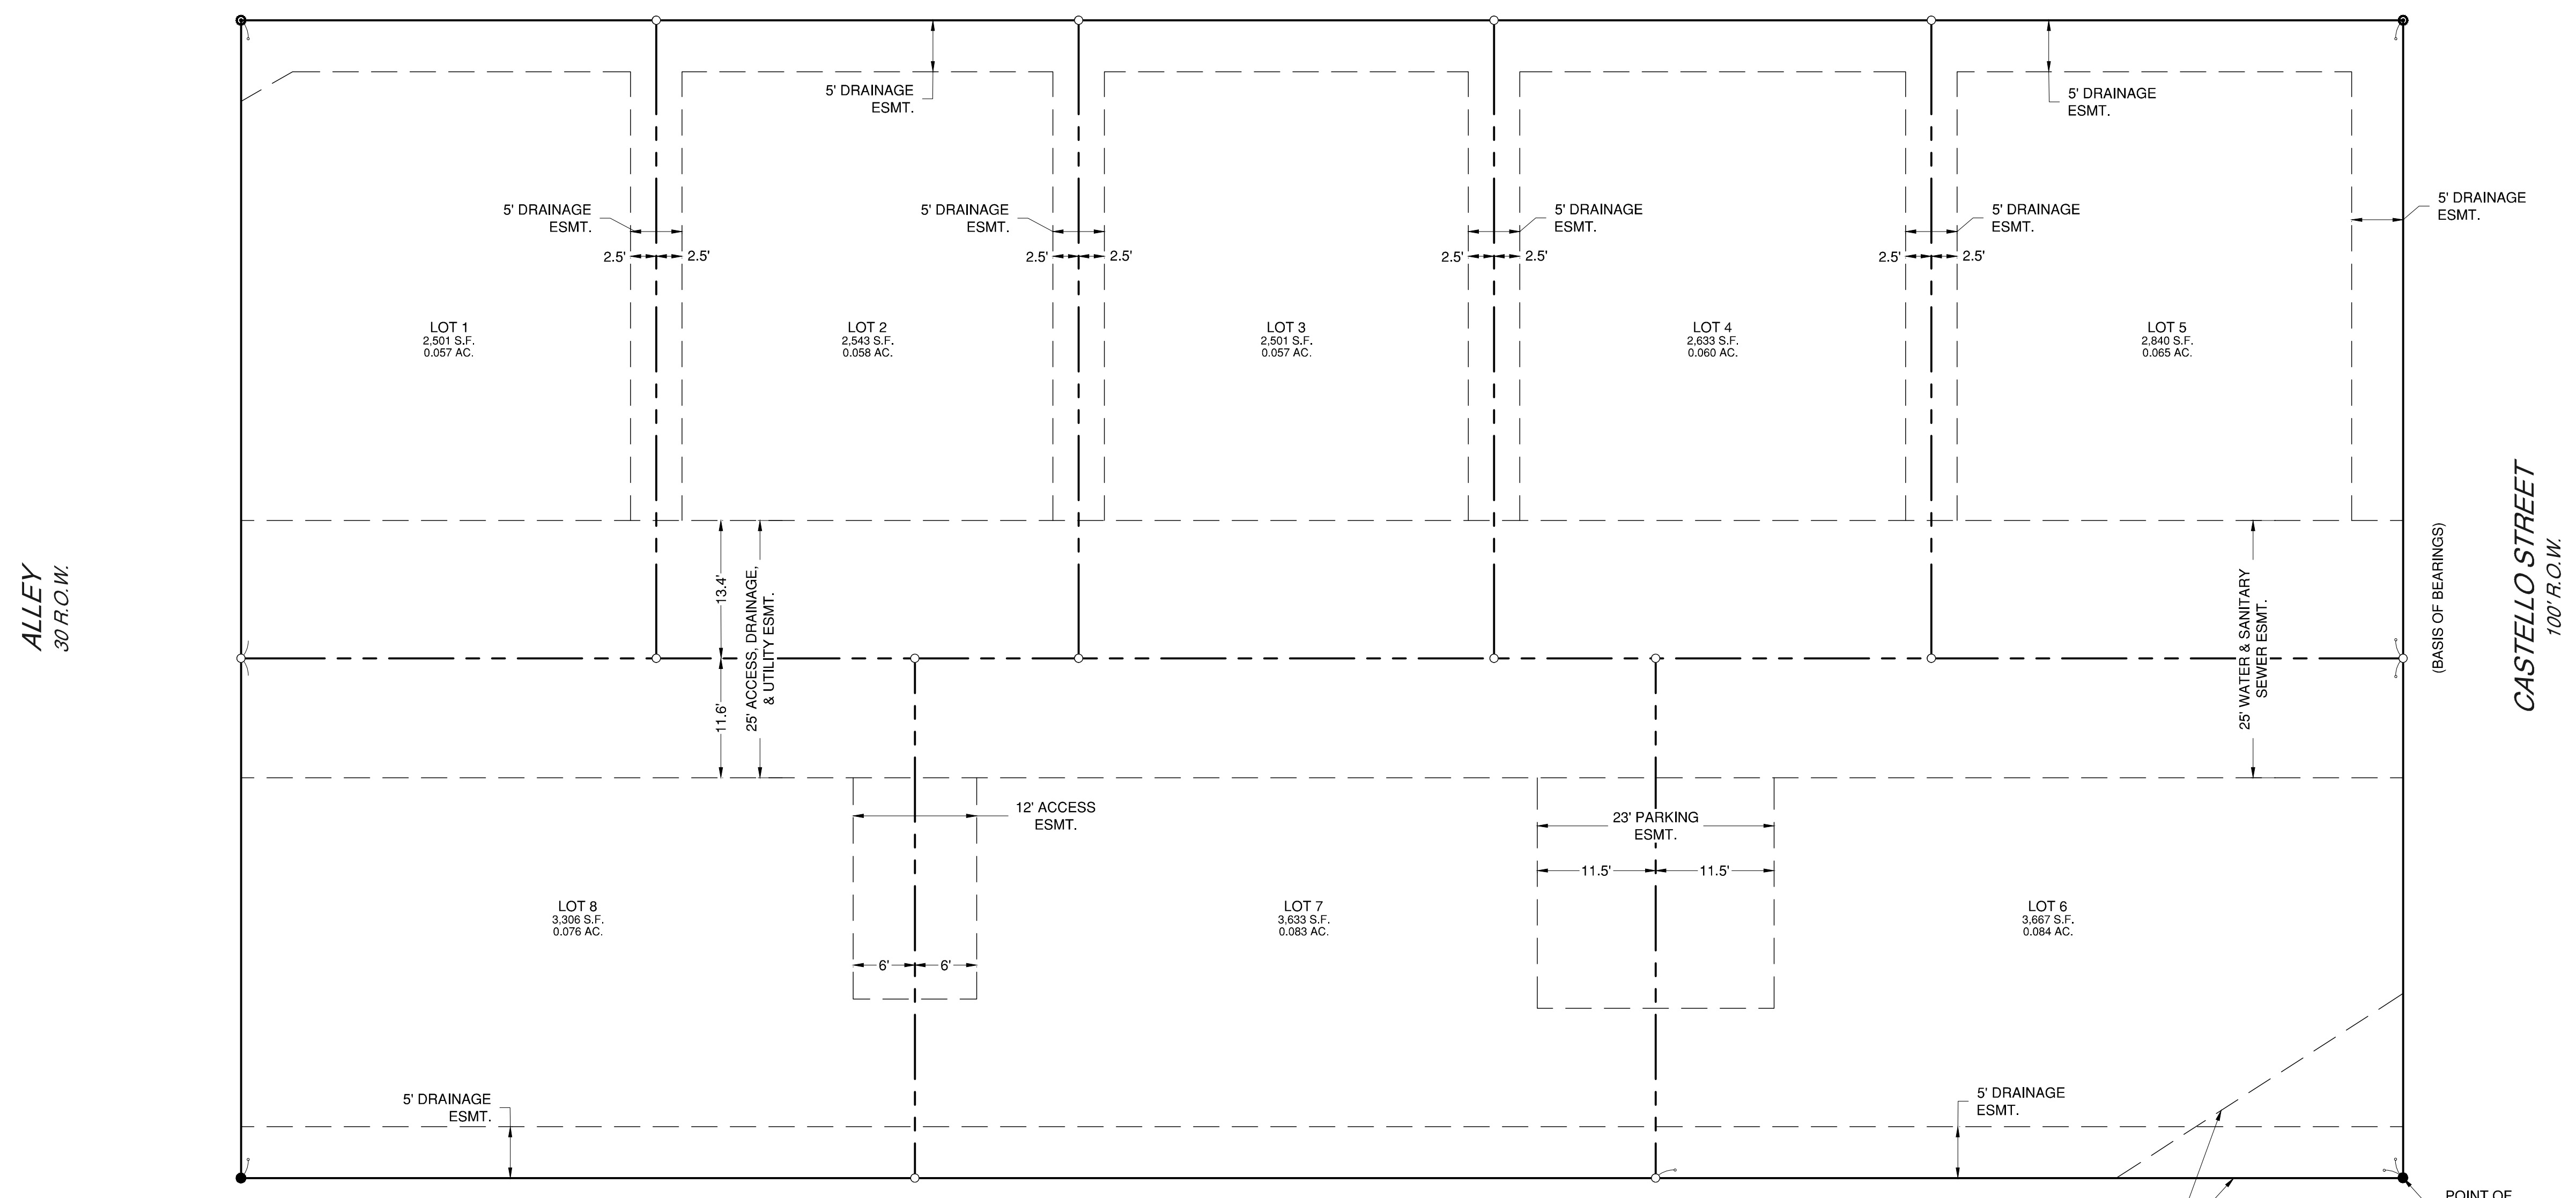 5' DRAINAGE
ESMT.
5' DRAINAGE
ESMT.
5' DRAINAGE
ESMT.
5' DRAINAGE
ESMT.
5' DRAINAGE
ESMT.
5' DRAINAGE
ESMT.
5' DRAINAGE
ESMT.
2.5'
2.5'
2.5'
2.5'
2.5'
2.5'
2.5'
2.5'
LOT 1
2,501 S.F.
0.057 AC.
LOT 2
2,543 S.F.
0.058 AC.
LOT 3
2,501 S.F.
0.057 AC.
LOT 4
2,633 S.F.
0.060 AC.
LOT 5
2,840 S.F.
0.065 AC.
ALLEY
30 R.O.W.
13.4'
11.6'
25' ACCESS, DRAINAGE,
& UTILITY ESMT.
25' WATER & SANITARY
SEWER ESMT.
(BASIS OF BEARINGS)
CASTELLO STREET
100' R.O.W.
12' ACCESS
ESMT.
23' PARKING
ESMT.
11.5'
11.5'
LOT 8
3,306 S.F.
0.076 AC.
LOT 7
3,633 S.F.
0.083 AC.
LOT 6
3,667 S.F.
0.084 AC.
6'
6'
5' DRAINAGE
ESMT.
5' DRAINAGE
ESMT.
POINT OF